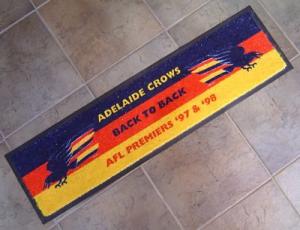 ADELAIDE CROWS
BACK TO BACK
AFL PREMIERS '97 & '98